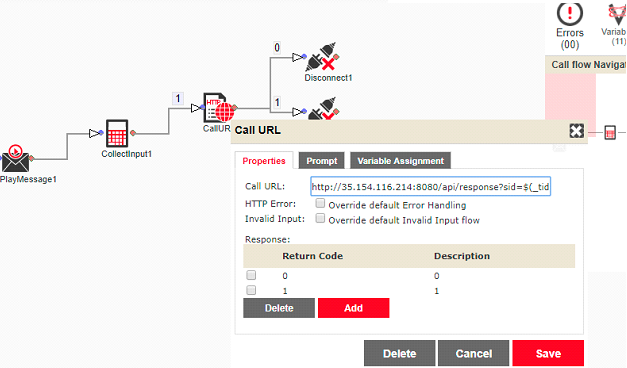 Errors
(00)
Variab
(11)
Call flow Navigat
0
Disconnect1
1
1
HTTP
CallUR
CollectInput1
PlayMessage1
Call URL
Properties
Prompt
Variable Assignment
Call URL:
http://35.154.116.214:8080/api/response?sid=$(_tid
HTTP Error:
Override default Error Handling
Invalid Input:
Override default Invalid Input flow
Response:
Return Code
Description
0
0
1
1
Delete
Add
Delete
Cancel
Save